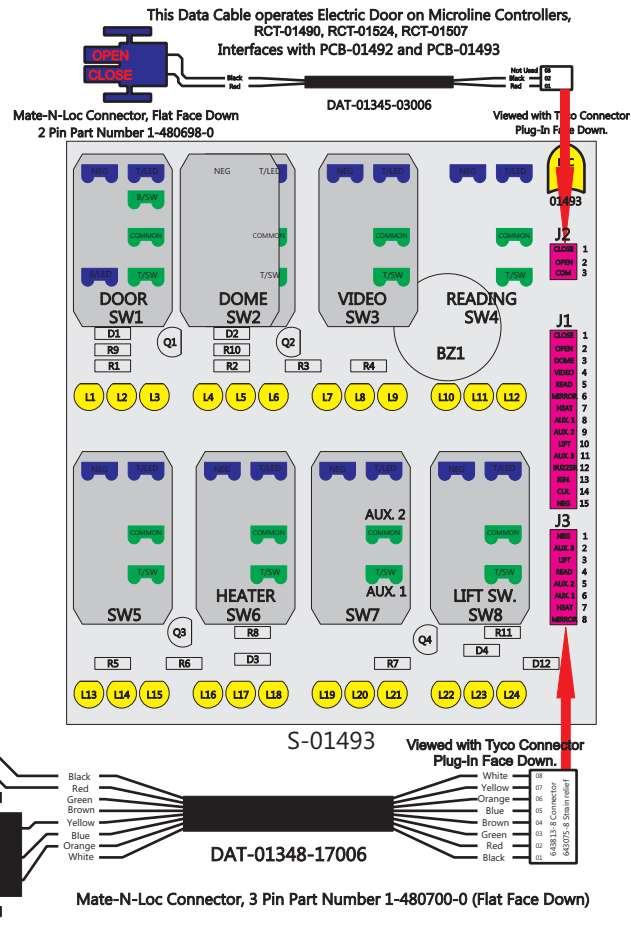 This Data Cable operates Electric Door on Microline Controllers,
RCT-01490, RCT-01524, RCT-01507
Interfaces with PCB-01492 and PCB-01493
OPEN
CLOSE
Black
Red
DAT-01345-03006
Not Used 03
Black 02
Red 01
Mate-N-Loc Connector, Flat Face Down
2 Pin Part Number 1-480698-0
Viewed with Tyco Connector
Plug-In Face Down.
01493
NEG T/LED NEG T/LED NEG T/LED NEG T/LED
B/SW
COMMON COMMON COMMON COMMON
B/LED T/SW T/SW T/SW T/SW
DOOR
SW1
DOME
SW2
VIDEO
SW3
READING
SW4
BZ1
D1
R9
R1
Q1
D2
R10
R2
Q2
R3
R4
L1 L2 L3 L4 L5 L6 L7 L8 L9 L10 L11 L12
J2
CLOSE 1
OPEN 2
COM 3
J1
CLOSE 1
OPEN 2
DOME 3
VIDEO 4
READ 5
MIRROR 6
HEAT 7
AUX. 1 8
AUX. 2 9
LIFT 10
AUX. 3 11
BUZZER 12
IGN. 13
CLR. 14
NEG 15
J3
NEG 1
AUX. 3 2
LIFT 3
READ 4
AUX. 2 5
AUX. 1 6
HEAT 7
MIRROR 8
NEG T/LED NEG T/LED NEG T/LED NEG T/LED
AUX. 2
COMMON COMMON COMMON COMMON
T/SW T/SW T/SW T/SW
AUX. 1
SW5
HEATER
SW6
SW7
LIFT SW.
SW8
Q3
R8
Q4
R11
D4
R5
R6
D3
R7
D12
L13 L14 L15 L16 L17 L18 L19 L20 L21 L22 L23 L24
S-01493
Viewed with Tyco Connector
Plug-In Face Down.
Black
Red
Green
Brown
Yellow
Blue
Orange
White
DAT-01348-17006
White 08
Yellow 07
Orange 06
Blue 05
Brown 04
Green 03
Red 02
Black 01
643813-8 Connector
643075-8 Strain relief
Mate-N-Loc Connector, 3 Pin Part Number 1-480700-0 (Flat Face Down)